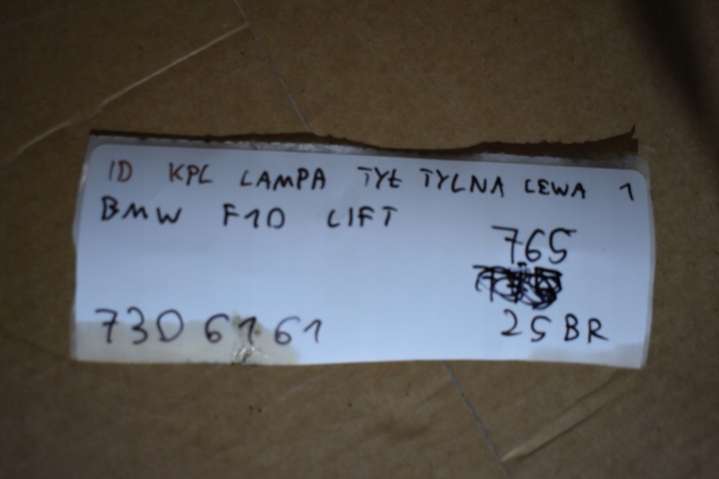 ID KPL LAMPA TYŁ TYLNA LEWA 1
BMW F10 LIFT
765
7306161
25BR